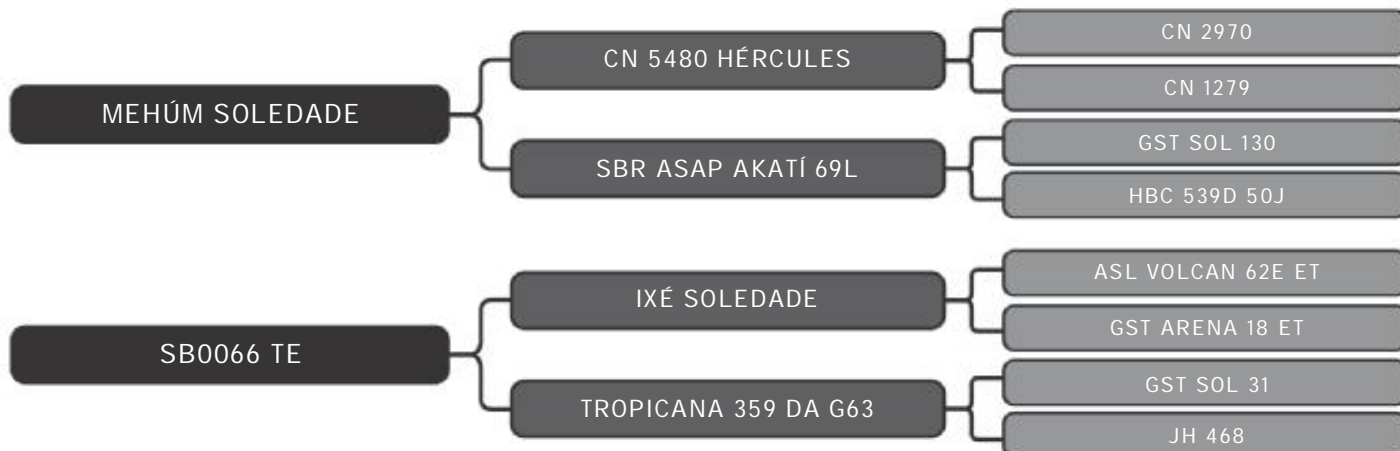 MEHÚM SOLEDADE
CN 5480 HÉRCULES
CN 2970
CN 1279
SBR ASAP AKATÍ 69L
GST SOL 130
HBC 539D 50J
SB0066 TE
IXÉ SOLEDADE
ASL VOLCAN 62E ET
GST ARENA 18 ET
TROPICANA 359 DA G63
GST SOL 31
JH 468